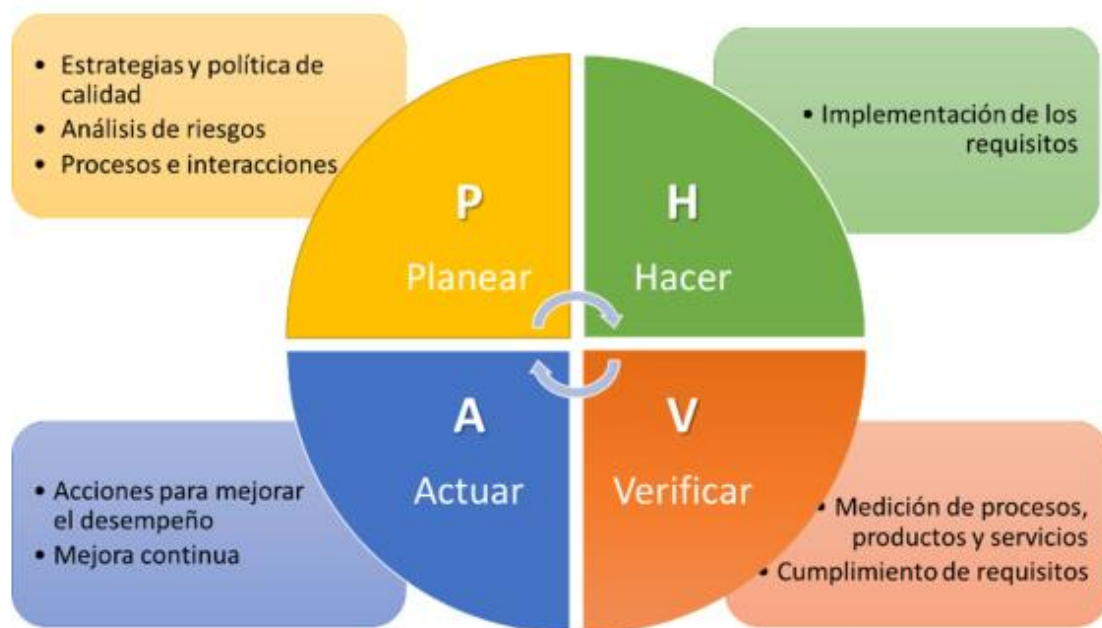 • Estrategias y política de
calidad
• Análisis de riesgos
• Procesos e interacciones
P
Planear
H
Hacer
• Implementación de los
requisitos
A
Actuar
• Acciones para mejorar
el desempeño
• Mejora continua
V
Verificar
• Medición de procesos,
productos y servicios
• Cumplimiento de requisitos